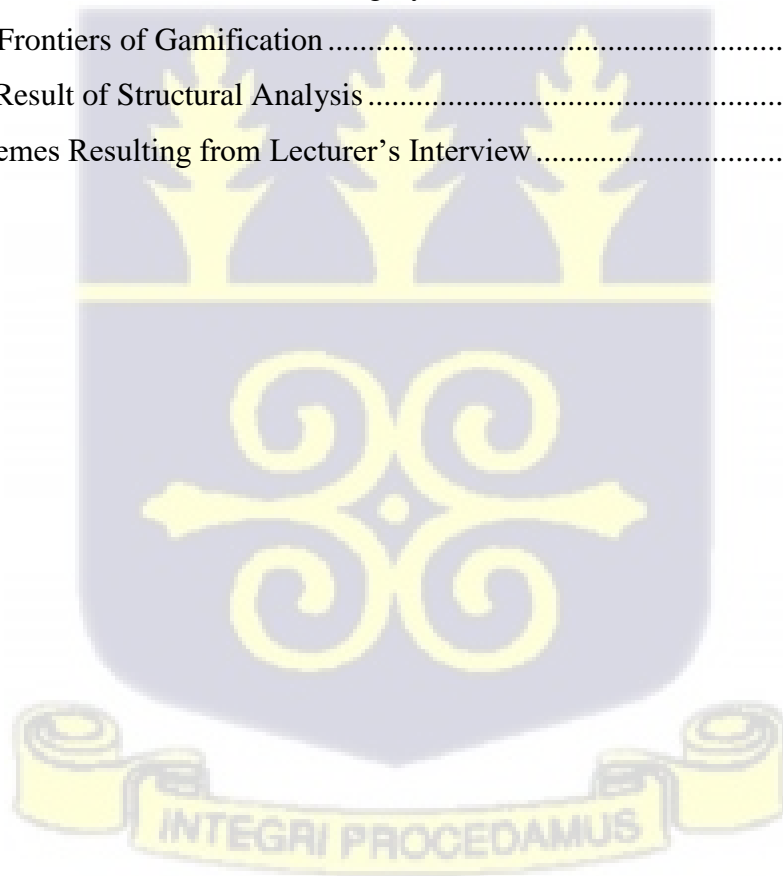 Frontiers of Gamification ..........................................................
Result of Structural Analysis .....................................................
emes Resulting from Lecturer’s Interview ...............................
INTEGRI PROCEDAMUS